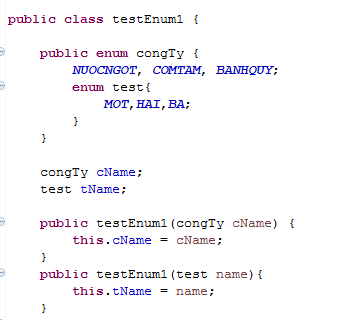 public class testEnum1 {
public enum congTy {
NUOCNGOT, COMTAM, BANHQUY;
enum test{
MOT,HAI,BA;
}
}
congTy cName;
test tName;
public testEnum1(congTy cName) {
this.cName = cName;
}
public testEnum1(test name){
this.tName = name;
}